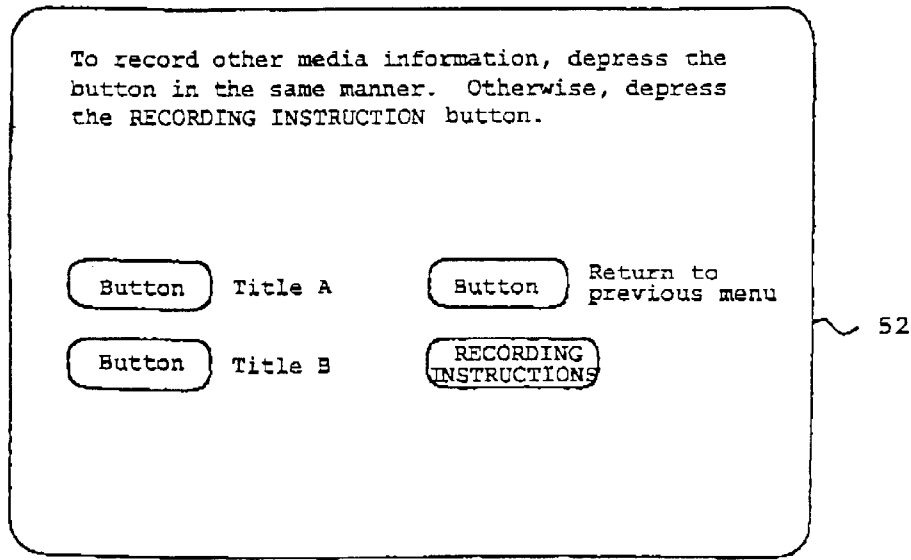 To record other media information, depress the
button in the same manner. Otherwise, depress
the RECORDING INSTRUCTION button.
Button Title A
Button Return to
previous menu
52
Button Title B
RECORDING
INSTRUCTIONS